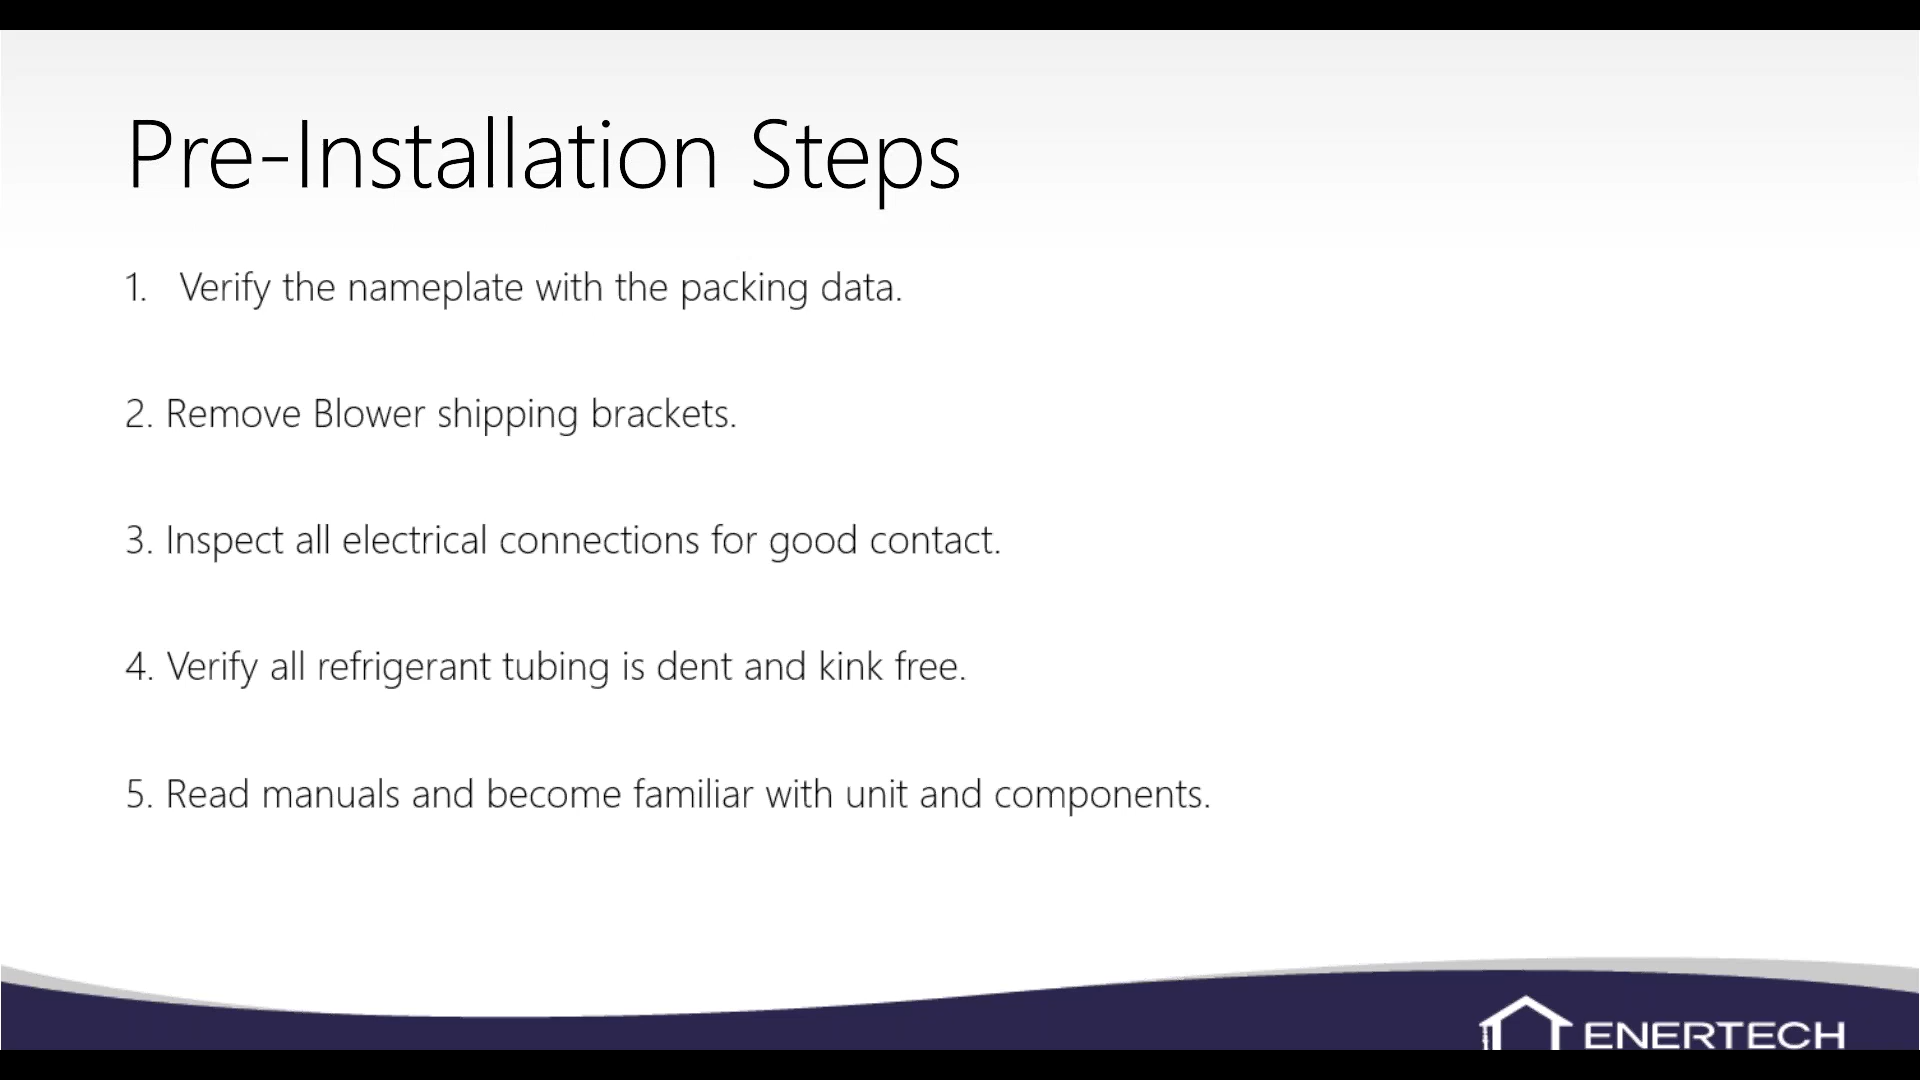 Pre-Installation Steps
1. Verify the nameplate with the packing data.
2. Remove Blower shipping brackets.
3. Inspect all electrical connections for good contact.
4. Verify all refrigerant tubing is dent and kink free.
5. Read manuals and become familiar with unit and components.
ENERTECH